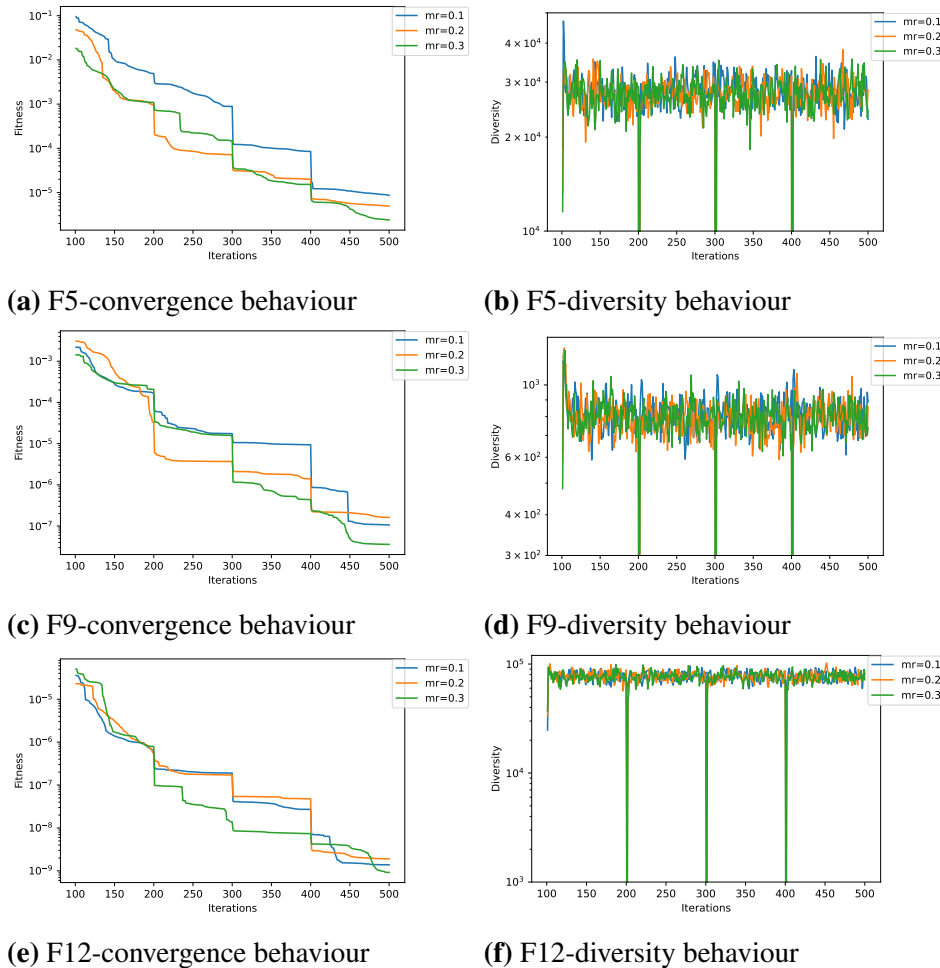 mr=0.1
mr=0.2
mr=0.3
10⁻¹
10⁻²
10⁻³
10⁻⁴
10⁻⁵
Fitness
100 150 200 250 300 350 400 450 500
Iterations
mr=0.1
mr=0.2
mr=0.3
4 × 10⁴
3 × 10⁴
2 × 10⁴
10⁴
Diversity
100 150 200 250 300 350 400 450 500
Iterations
(a) F5-convergence behaviour
(b) F5-diversity behaviour
mr=0.1
mr=0.2
mr=0.3
10⁻³
10⁻⁴
10⁻⁵
10⁻⁶
10⁻⁷
Fitness
100 150 200 250 300 350 400 450 500
Iterations
mr=0.1
mr=0.2
mr=0.3
10³
6 × 10²
3 × 10²
Diversity
100 150 200 250 300 350 400 450 500
Iterations
(c) F9-convergence behaviour
(d) F9-diversity behaviour
mr=0.1
mr=0.2
mr=0.3
10⁻⁵
10⁻⁶
10⁻⁷
10⁻⁸
10⁻⁹
Fitness
100 150 200 250 300 350 400 450 500
Iterations
mr=0.1
mr=0.2
mr=0.3
10⁵
10⁴
10³
Diversity
100 150 200 250 300 350 400 450 500
Iterations
(e) F12-convergence behaviour
(f) F12-diversity behaviour